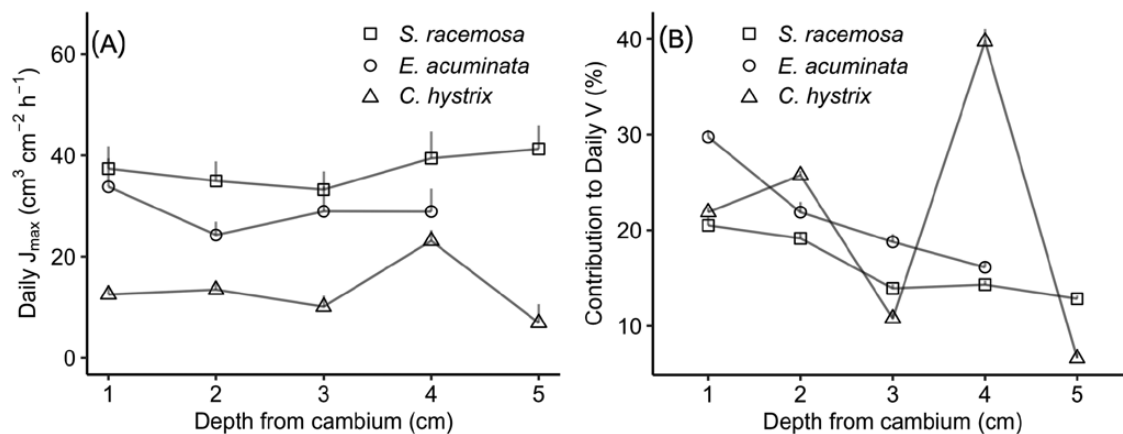 (A)
S. racemosa
E. acuminata
C. hystrix
Daily Jmax (cm³ cm⁻² h⁻¹)
60
40
20
0
1 2 3 4 5
Depth from cambium (cm)
(B)
S. racemosa
E. acuminata
C. hystrix
Contribution to Daily V (%)
40
30
20
10
1 2 3 4 5
Depth from cambium (cm)